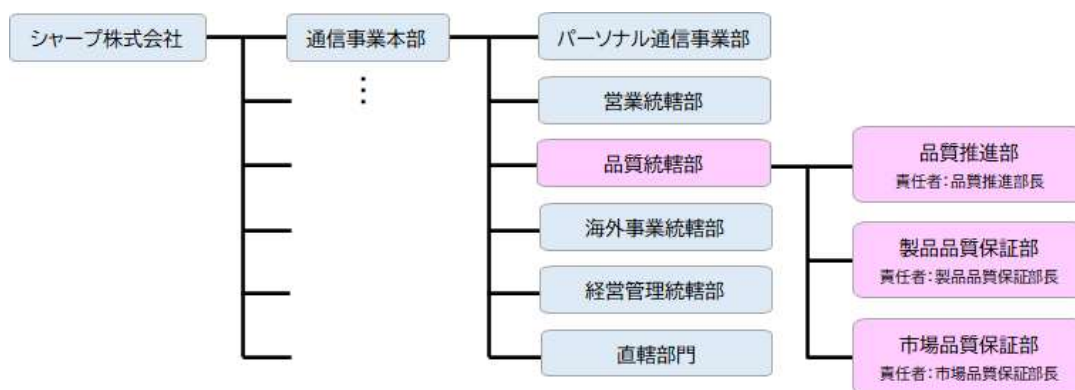 シャープ株式会社
通信事業本部
⋮
パーソナル通信事業部
営業統轄部
品質統轄部
海外事業統轄部
経営管理統轄部
直轄部門
品質推進部
責任者:品質推進部長
製品品質保証部
責任者:製品品質保証部長
市場品質保証部
責任者:市場品質保証部長